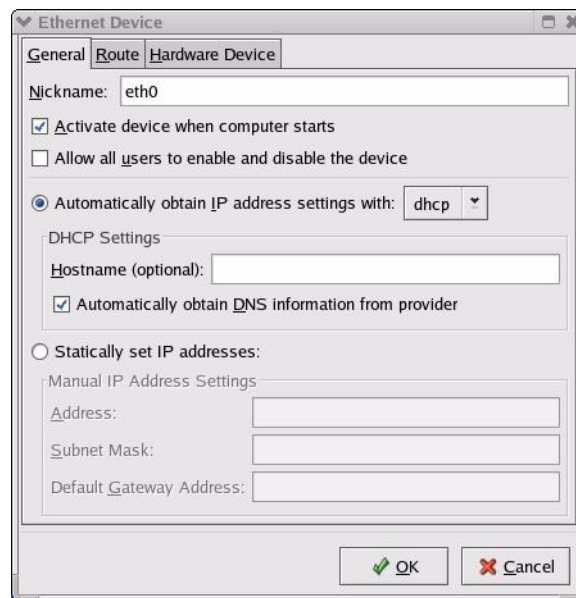 Ethernet Device
General Route Hardware Device
Nickname: eth0
Activate device when computer starts
Allow all users to enable and disable the device
Automatically obtain IP address settings with: dhcp
DHCP Settings
Hostname (optional):
Automatically obtain DNS information from provider
Statically set IP addresses:
Manual IP Address Settings
Address:
Subnet Mask:
Default Gateway Address:
OK Cancel